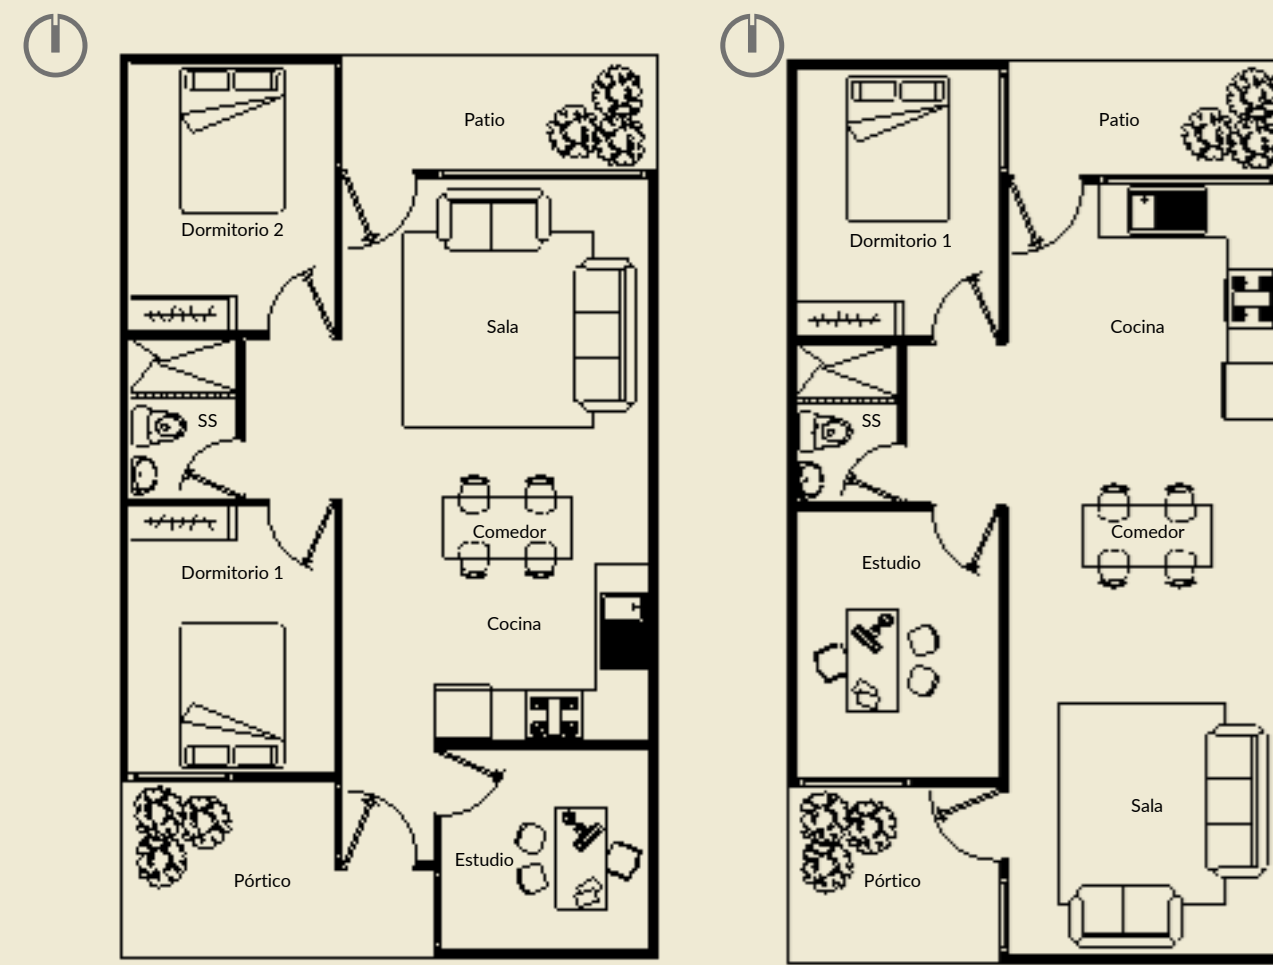 Patio
Dormitorio 2
Sala
SS
Comedor
Dormitorio 1
Cocina
Estudio
Pórtico
Patio
Dormitorio 1
Cocina
SS
Comedor
Estudio
Sala
Pórtico